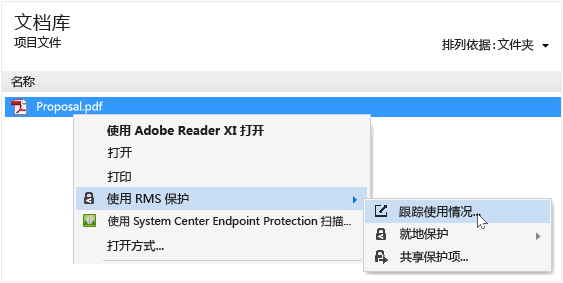 文档库
项目文件
排列依据:文件夹
名称
Proposal.pdf
使用 Adobe Reader XI 打开
打开
打印
使用 RMS 保护
使用 System Center Endpoint Protection 扫描...
打开方式...
跟踪使用情况...
就地保护
共享保护项...